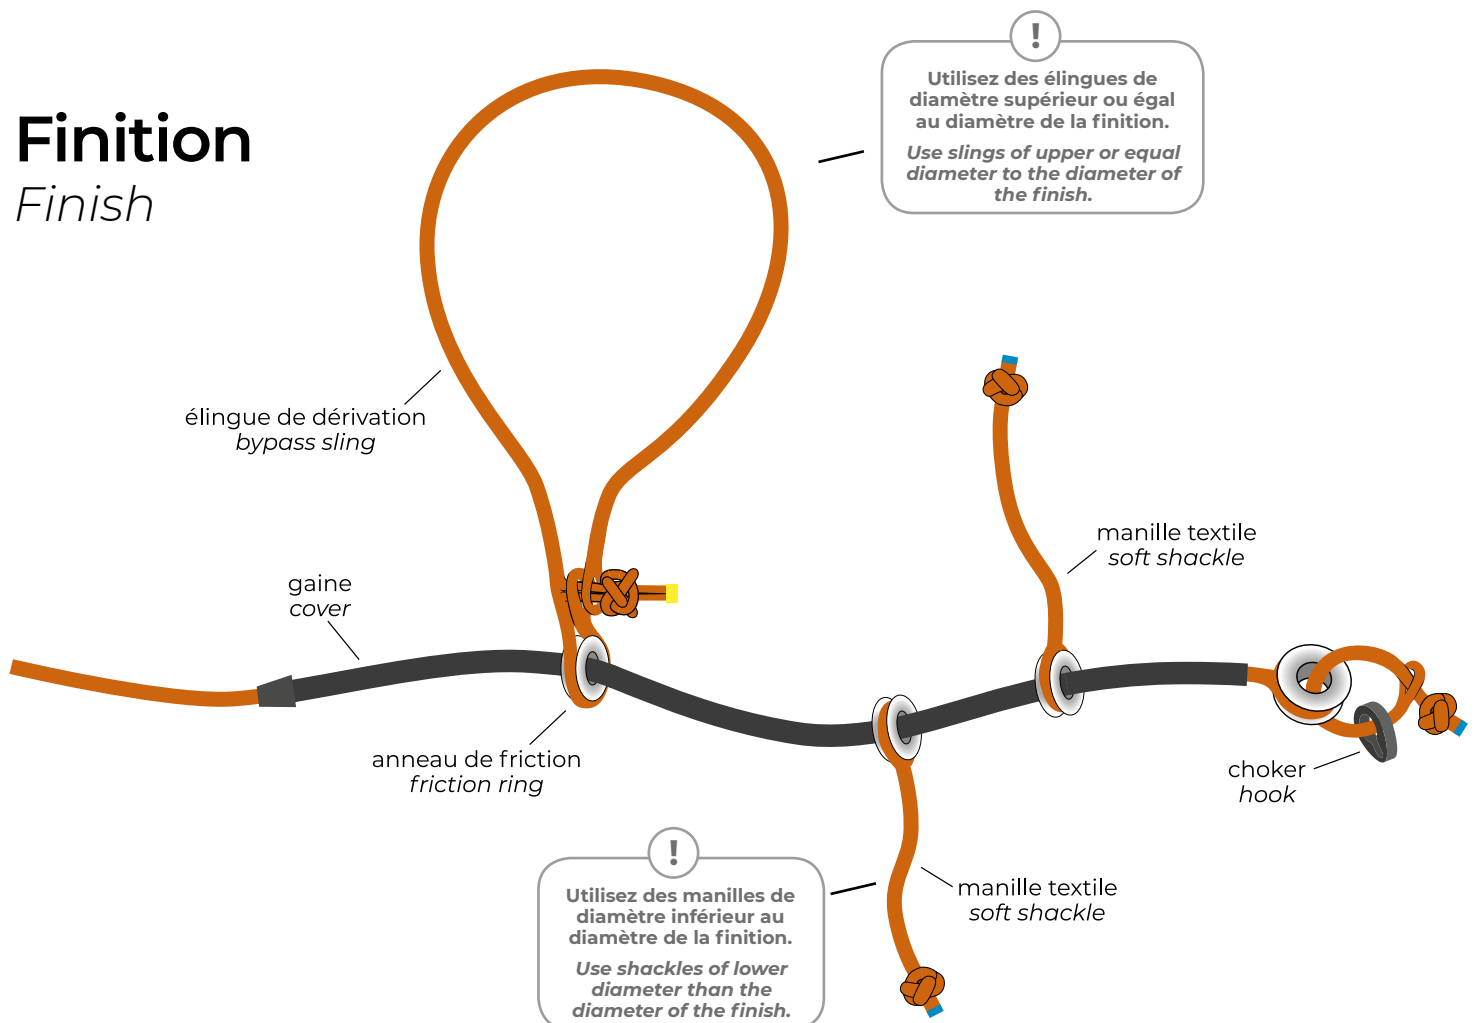 Finition
Finish
!
Utilisez des élingues de
diamètre supérieur ou égal
au diamètre de la finition.
Use slings of upper or equal
diameter to the diameter of
the finish.
élingue de dérivation
bypass sling
manille textile
soft shackle
gaine
cover
anneau de friction
friction ring
choker
hook
!
Utilisez des manilles de
diamètre inférieur au
diamètre de la finition.
Use shackles of lower
diameter than the
diameter of the finish.
manille textile
soft shackle